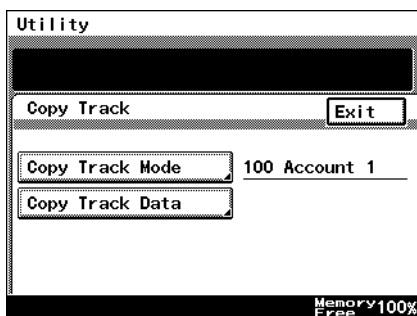 Utility
Copy Track
Exit
Copy Track Mode
100 Account 1
Copy Track Data
Memory
Free
100%